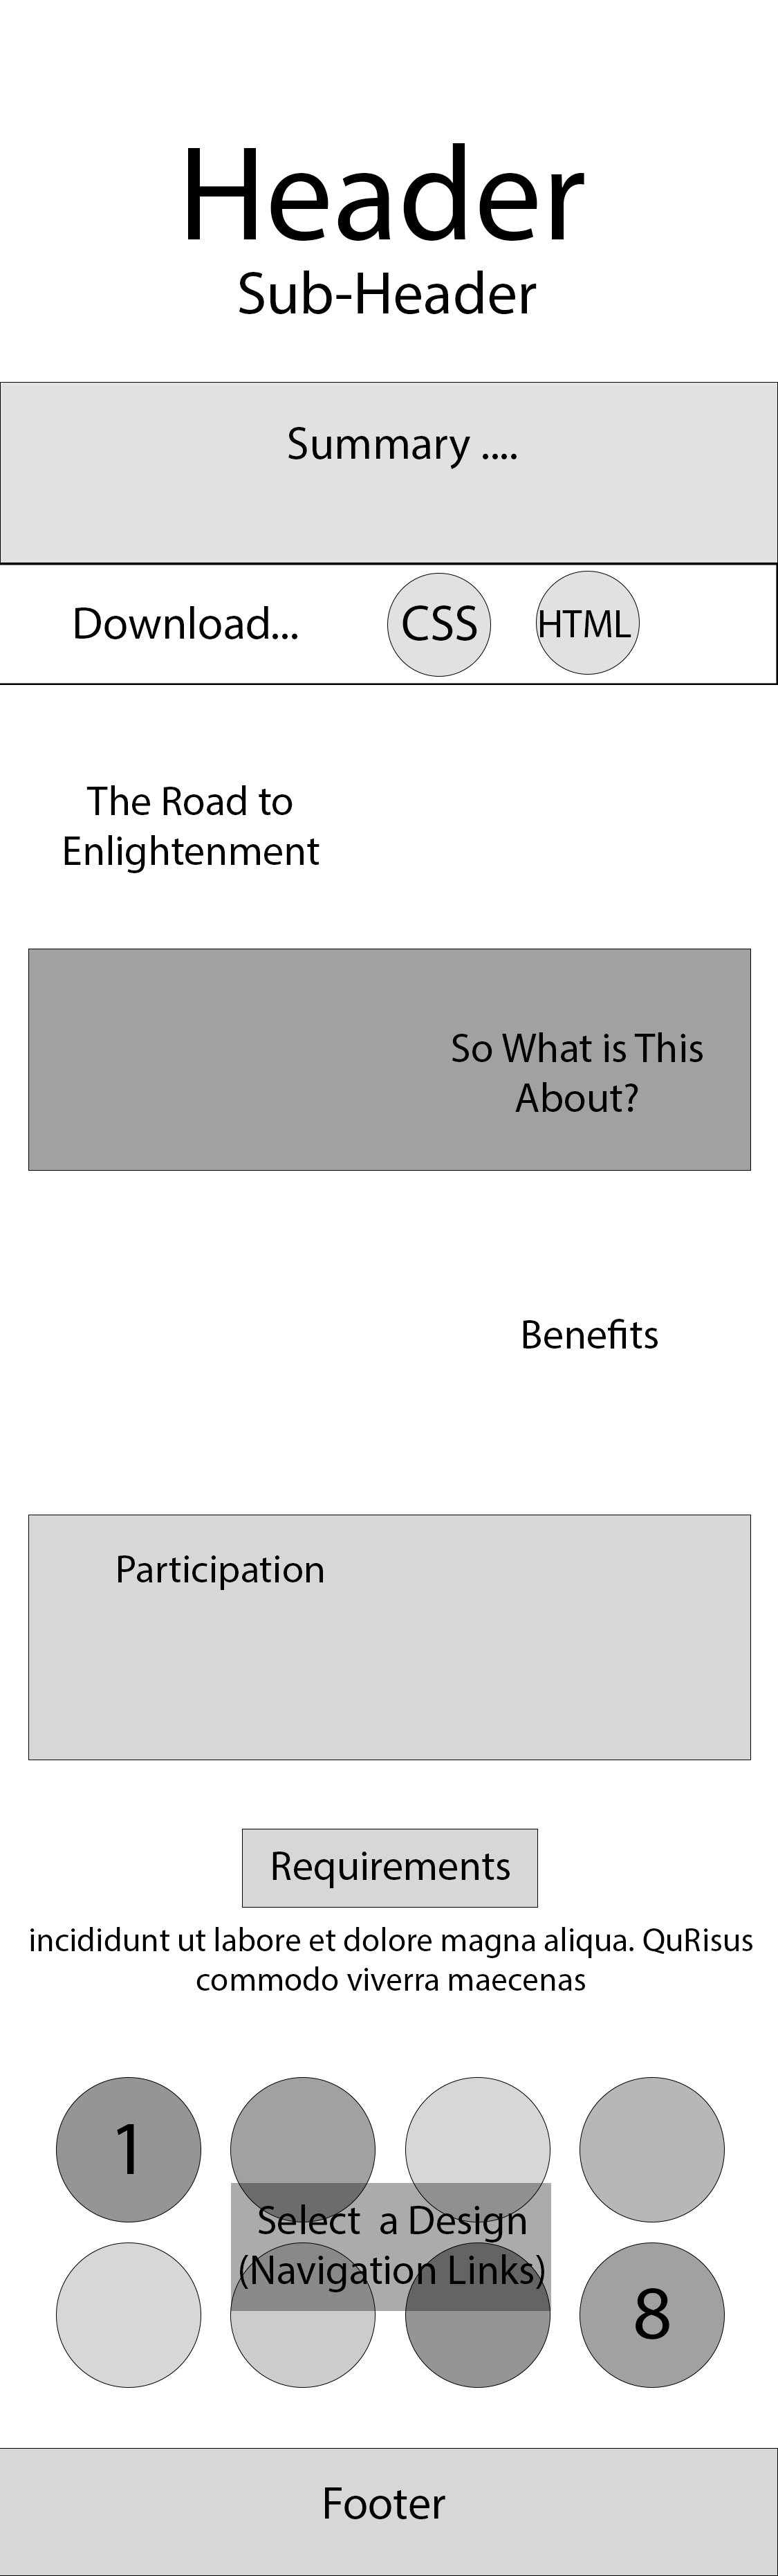 Header
Sub-Header
Summary ....
Download... CSS HTML
The Road to
Enlightenment
So What is This
About?
Benefits
Participation
Requirements
incididunt ut labore et dolore magna aliqua. QuRisus
commodo viverra maecenas
1
Select  a Design
(Navigation Links)
8
Footer